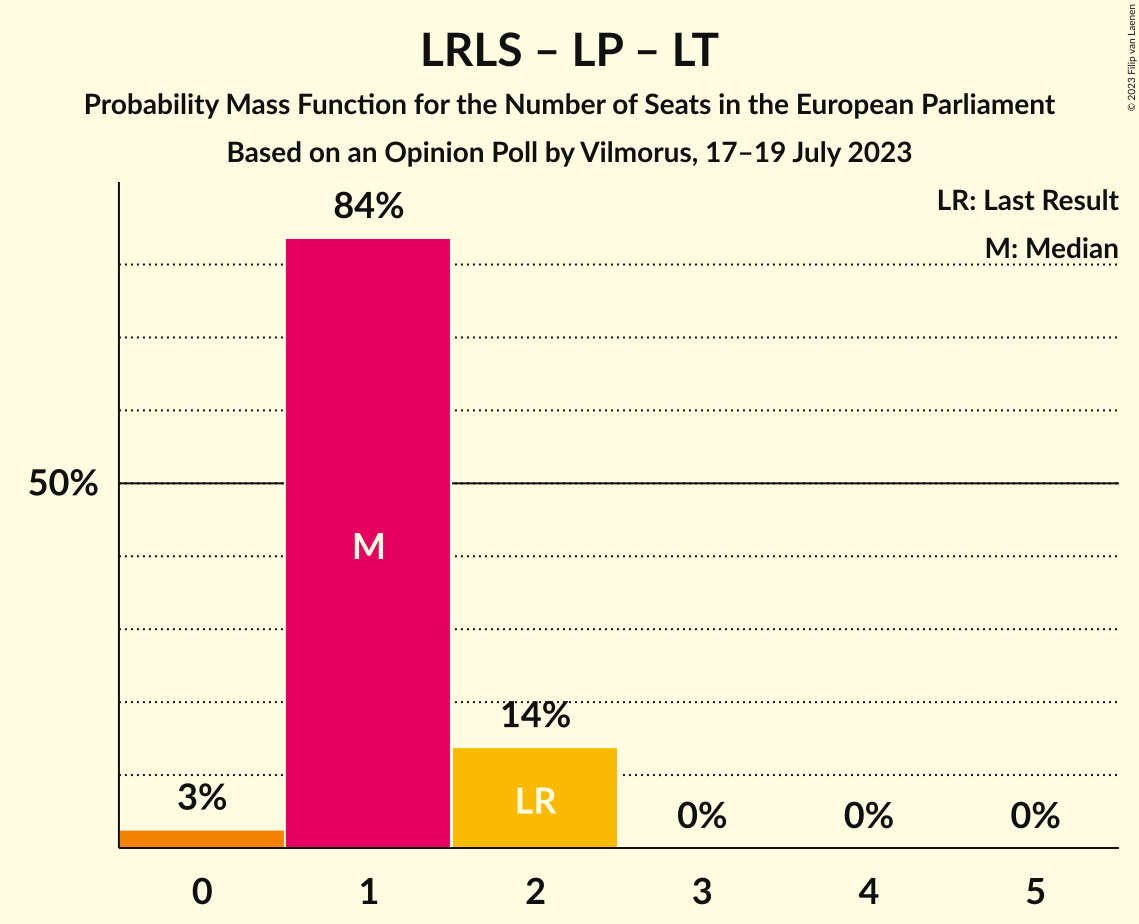 LRLS – LP – LT
Probability Mass Function for the Number of Seats in the European Parliament
Based on an Opinion Poll by Vilmorus, 17–19 July 2023
© 2023 Filip van Laenen
LR: Last Result
M: Median
84%
50%
M
14%
LR
3%
0%
0%
0%
0
1
2
3
4
5